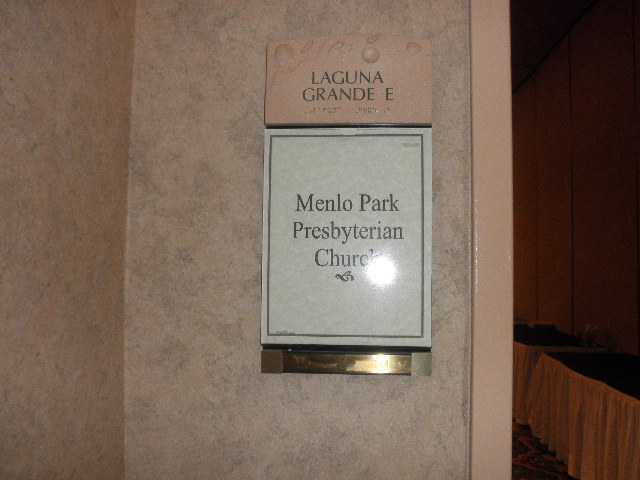 LAGUNA
GRANDE E
Menlo Park
Presbyterian
Church